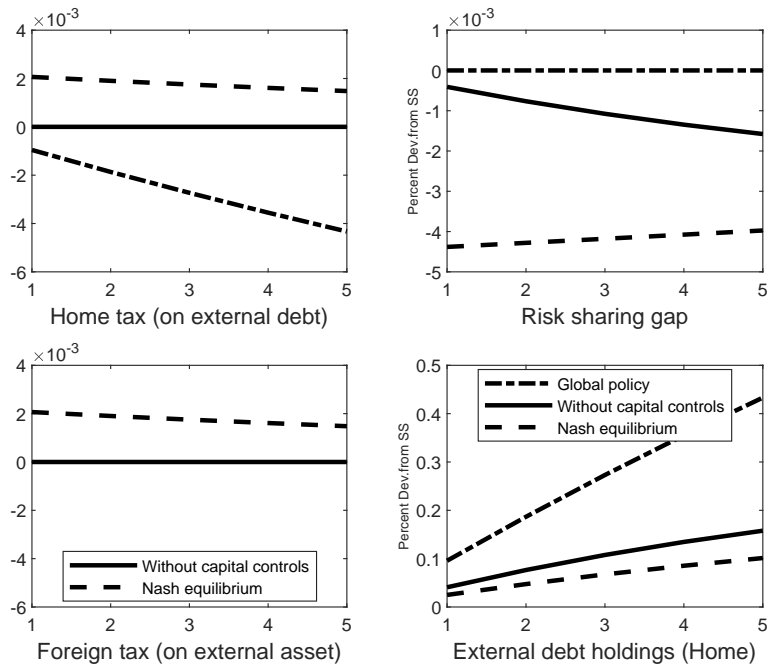 ×10⁻³
4
2
0
-2
-4
-6
1 2 3 4 5
Home tax (on external debt)
×10⁻³
1
0
-1
-2
-3
-4
-5
Percent Dev.from SS
1 2 3 4 5
Risk sharing gap
×10⁻³
4
2
0
-2
-4
-6
Without capital controls
Nash equilibrium
1 2 3 4 5
Foreign tax (on external asset)
0.5
0.4
0.3
0.2
0.1
0
Percent Dev.from SS
Global policy
Without capital controls
Nash equilibrium
1 2 3 4 5
External debt holdings (Home)